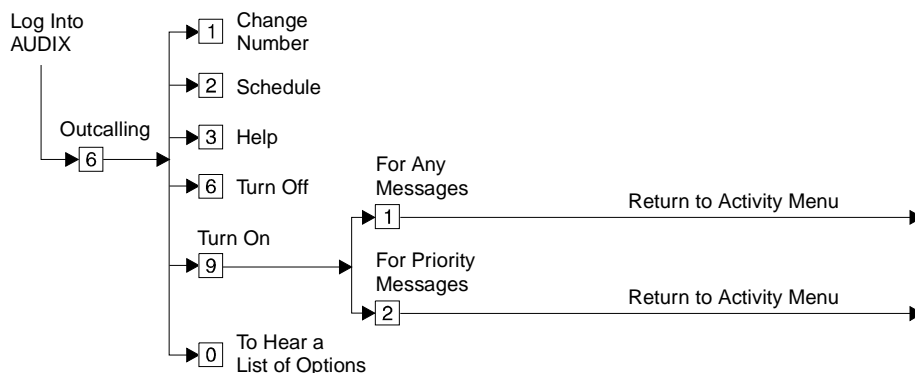 Log Into
AUDIX
Outcalling
6
1
Change
Number
2 Schedule
3 Help
6 Turn Off
Turn On
9
For Any
Messages
1
Return to Activity Menu
For Priority
Messages
2
Return to Activity Menu
0
To Hear a
List of Options